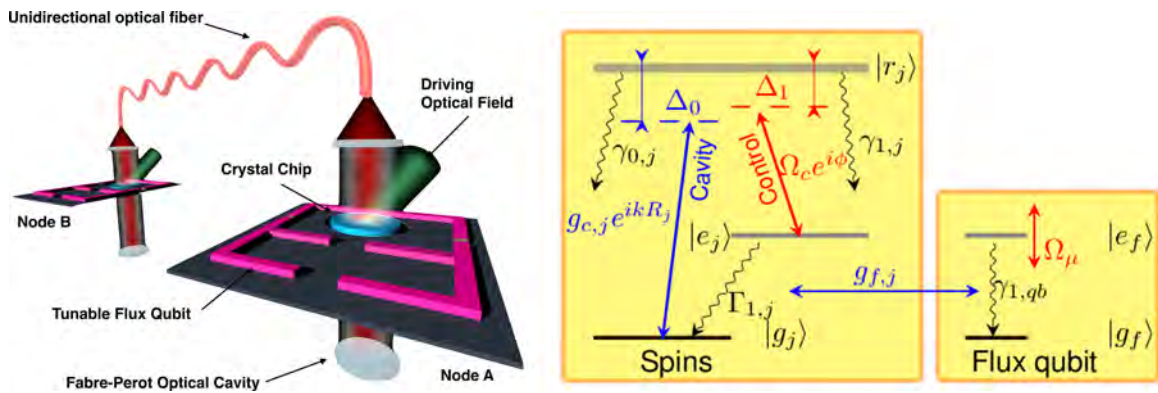 Unidirectional optical fiber
Driving
Optical Field
Crystal Chip
Node B
Tunable Flux Qubit
Fabre-Perot Optical Cavity
Node A
|r_j⟩
Δ_0
Δ_1
γ_{0,j}
γ_{1,j}
Cavity
Control
Ω_c e^{iϕ}
g_{c,j} e^{ikR_j}
|e_j⟩
Γ_{1,j}
|g_j⟩
Spins
g_{f,j}
|e_f⟩
Ω_μ
γ_{1,qb}
|g_f⟩
Flux qubit